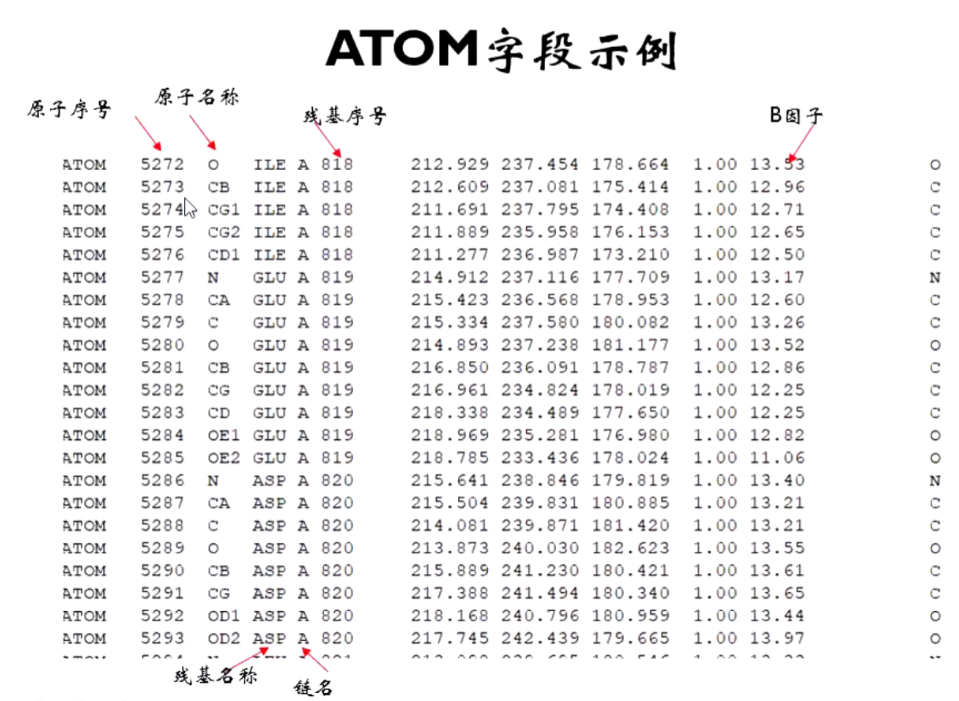 ATOM字段示例
原子序号 原子名称 残基序号 B因子
ATOM 5272 O ILE A 818 212.929 237.454 178.664 1.00 13.53 O
ATOM 5273 CB ILE A 818 212.609 237.081 175.414 1.00 12.96 C
ATOM 5274 CG1 ILE A 818 211.691 237.795 174.408 1.00 12.71 C
ATOM 5275 CG2 ILE A 818 211.889 235.958 176.153 1.00 12.65 C
ATOM 5276 CD1 ILE A 818 211.277 236.987 173.210 1.00 12.50 C
ATOM 5277 N GLU A 819 214.912 237.116 177.709 1.00 13.17 N
ATOM 5278 CA GLU A 819 215.423 236.568 178.953 1.00 12.60 C
ATOM 5279 C GLU A 819 215.334 237.580 180.082 1.00 13.26 C
ATOM 5280 O GLU A 819 214.893 237.238 181.177 1.00 13.52 O
ATOM 5281 CB GLU A 819 216.850 236.091 178.787 1.00 12.86 C
ATOM 5282 CG GLU A 819 216.961 234.824 178.019 1.00 12.25 C
ATOM 5283 CD GLU A 819 218.338 234.489 177.650 1.00 12.25 C
ATOM 5284 OE1 GLU A 819 218.969 235.281 176.980 1.00 12.82 O
ATOM 5285 OE2 GLU A 819 218.785 233.436 178.024 1.00 11.06 O
ATOM 5286 N ASP A 820 215.641 238.846 179.819 1.00 13.40 N
ATOM 5287 CA ASP A 820 215.504 239.831 180.885 1.00 13.21 C
ATOM 5288 C ASP A 820 214.081 239.871 181.420 1.00 13.21 C
ATOM 5289 O ASP A 820 213.873 240.030 182.623 1.00 13.55 O
ATOM 5290 CB ASP A 820 215.889 241.230 180.421 1.00 13.61 C
ATOM 5291 CG ASP A 820 217.388 241.494 180.340 1.00 13.65 C
ATOM 5292 OD1 ASP A 820 218.168 240.796 180.959 1.00 13.44 O
ATOM 5293 OD2 ASP A 820 217.745 242.439 179.665 1.00 13.97 O
残基名称 链名